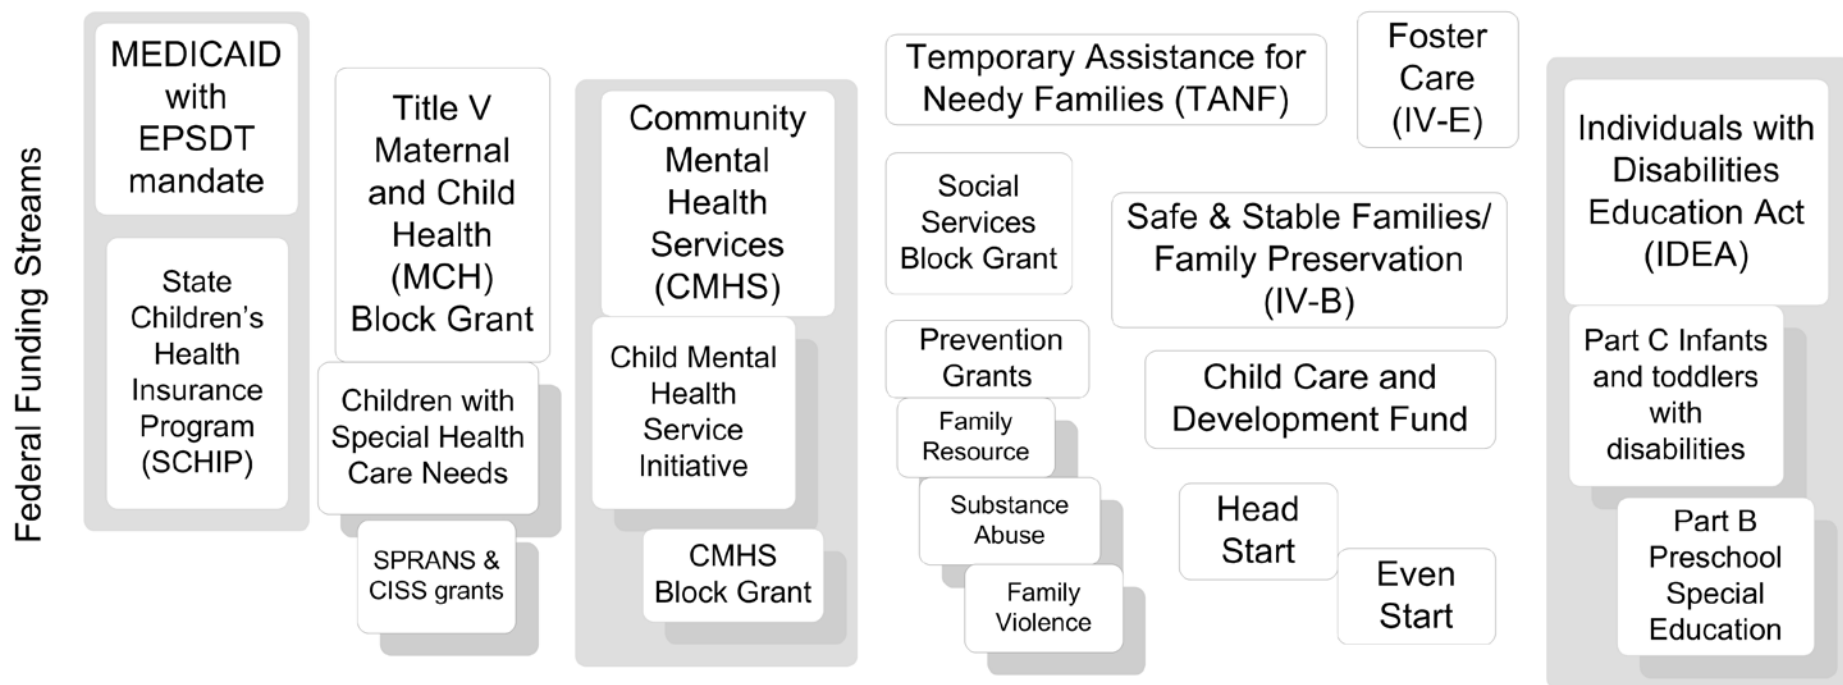 Federal Funding Streams
MEDICAID
with
EPSDT
mandate
State
Children’s
Health
Insurance
Program
(SCHIP)
Title V
Maternal
and Child
Health
(MCH)
Block Grant
Children with
Special Health
Care Needs
SPRANS &
CISS grants
Community
Mental
Health
Services
(CMHS)
Child Mental
Health
Service
Initiative
CMHS
Block Grant
Temporary Assistance for
Needy Families (TANF)
Foster
Care
(IV-E)
Social
Services
Block Grant
Safe & Stable Families/
Family Preservation
(IV-B)
Prevention
Grants
Family
Resource
Substance
Abuse
Family
Violence
Child Care and
Development Fund
Head
Start
Even
Start
Individuals with
Disabilities
Education Act
(IDEA)
Part C Infants
and toddlers
with
disabilities
Part B
Preschool
Special
Education